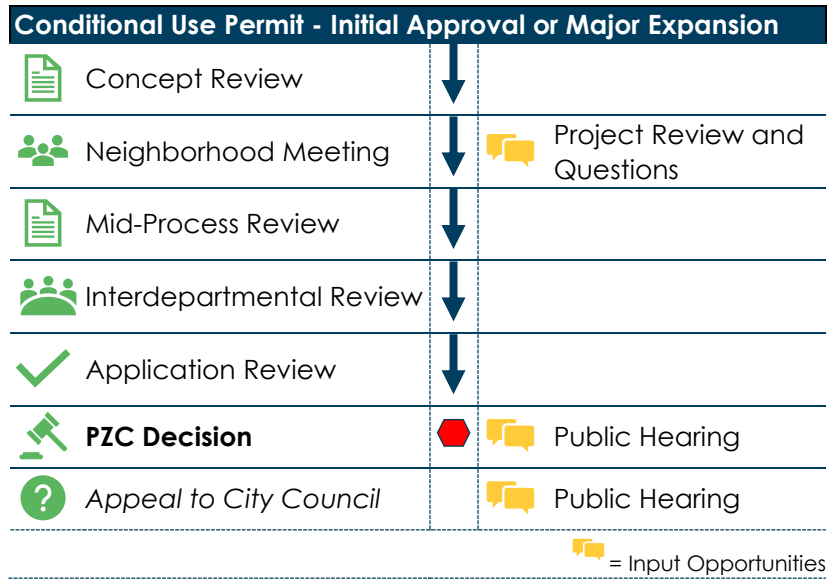 Conditional Use Permit - Initial Approval or Major Expansion
Concept Review
Neighborhood Meeting
Project Review and
Questions
Mid-Process Review
Interdepartmental Review
Application Review
PZC Decision
Public Hearing
?
Appeal to City Council
Public Hearing
= Input Opportunities